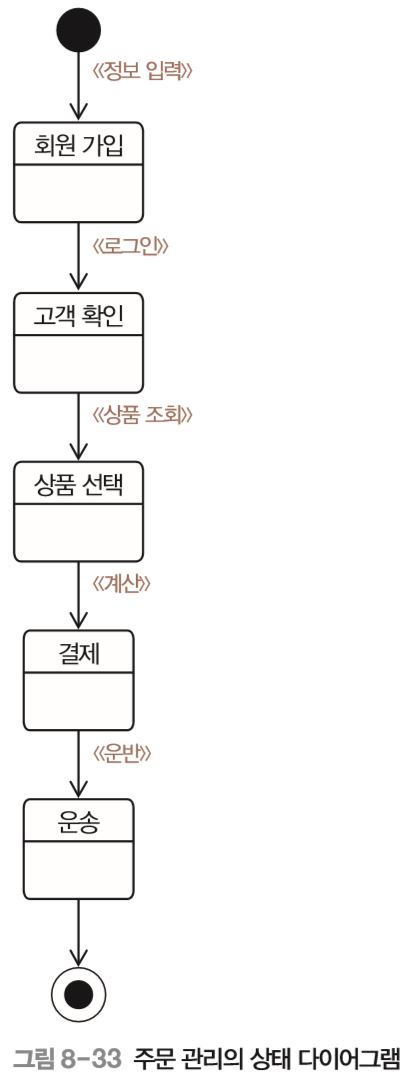 《정보 입력》
회원 가입
《로그인》
고객 확인
《상품 조회》
상품 선택
《계산》
결제
《운반》
운송
그림 8-33 주문 관리의 상태 다이어그램